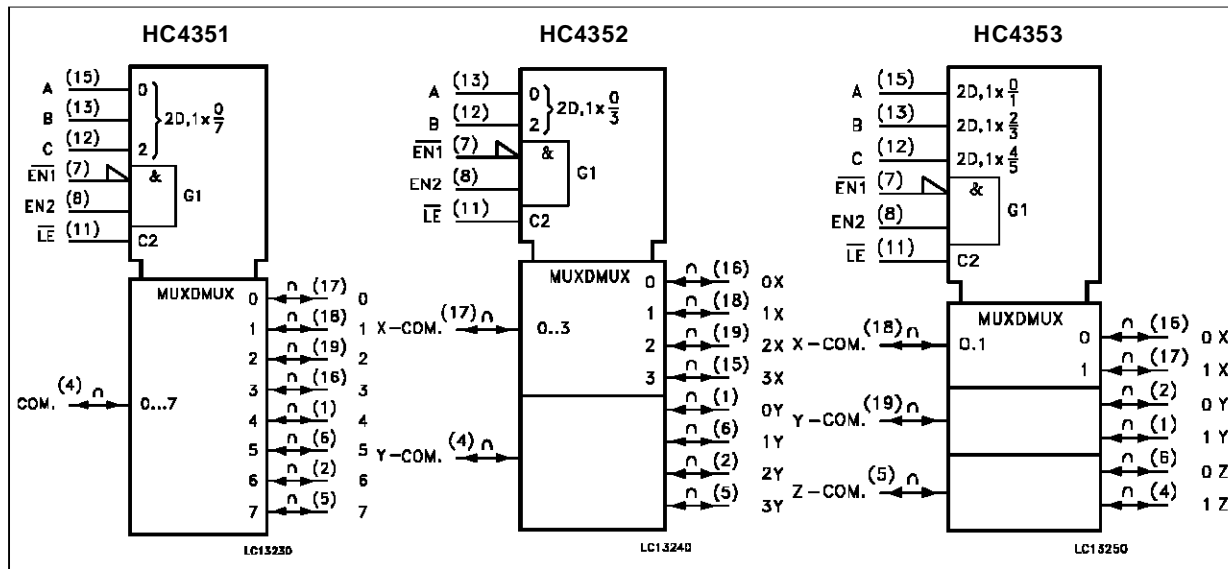 HC4351
A (15) 0
B (13) } 2D,1x 0/7
C (12) 2
EN1 (7) &
G1
EN2 (8)
LE (11) C2
MUXDMUX
0 ∩ (17) 0
1 ∩ (18) 1
2 ∩ (19) 2
3 ∩ (16) 3
COM. (4) ∩ 0...7
4 ∩ (1) 4
5 ∩ (6) 5
6 ∩ (2) 6
7 ∩ (5) 7
LC13230
HC4352
A (13) 0
} 2D,1x 0/3
B (12) 2
EN1 (7) &
G1
EN2 (8)
LE (11) C2
MUXDMUX
0 ∩ (16) 0X
1 ∩ (18) 1X
X-COM. (17) ∩ 0..3
2 ∩ (19) 2X
3 ∩ (15) 3X
∩ (1) 0Y
∩ (6) 1Y
Y-COM. (4) ∩
∩ (2) 2Y
∩ (5) 3Y
LC13240
HC4353
A (15) 2D,1x 0/1
B (13) 2D,1x 2/3
C (12) 2D,1x 4/5
EN1 (7) &
G1
EN2 (8)
LE (11) C2
MUXDMUX
X-COM. (18) ∩ 0.1
0 ∩ (16) 0X
1 ∩ (17) 1X
∩ (2) 0Y
Y-COM. (19) ∩
∩ (1) 1Y
∩ (6) 0Z
Z-COM. (5) ∩
∩ (4) 1Z
LC13250